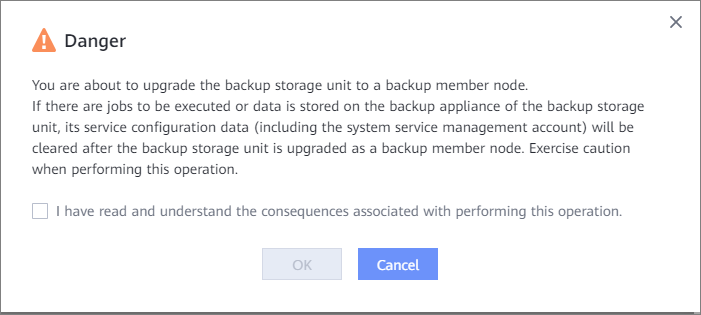 Danger
You are about to upgrade the backup storage unit to a backup member node.
If there are jobs to be executed or data is stored on the backup appliance of the backup storage
unit, its service configuration data (including the system service management account) will be
cleared after the backup storage unit is upgraded as a backup member node. Exercise caution
when performing this operation.
I have read and understand the consequences associated with performing this operation.
OK
Cancel